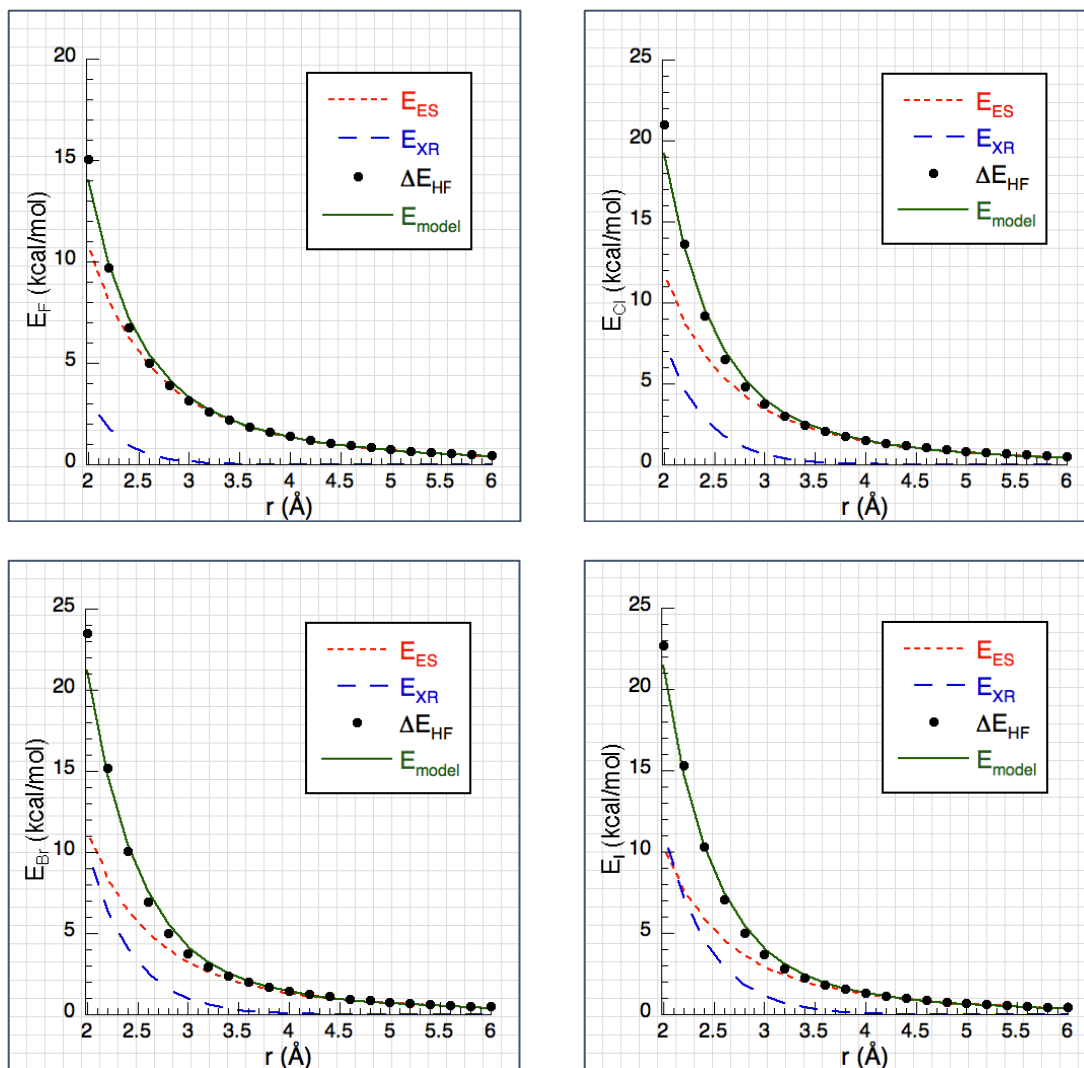 20
15
10
5
0
E_F (kcal/mol)
E_ES
E_XR
ΔE_HF
E_model
2 2.5 3 3.5 4 4.5 5 5.5 6
r (Å)
25
20
15
10
5
0
E_Cl (kcal/mol)
E_ES
E_XR
ΔE_HF
E_model
2 2.5 3 3.5 4 4.5 5 5.5 6
r (Å)
25
20
15
10
5
0
E_Br (kcal/mol)
E_ES
E_XR
ΔE_HF
E_model
2 2.5 3 3.5 4 4.5 5 5.5 6
r (Å)
25
20
15
10
5
0
E_I (kcal/mol)
E_ES
E_XR
ΔE_HF
E_model
2 2.5 3 3.5 4 4.5 5 5.5 6
r (Å)